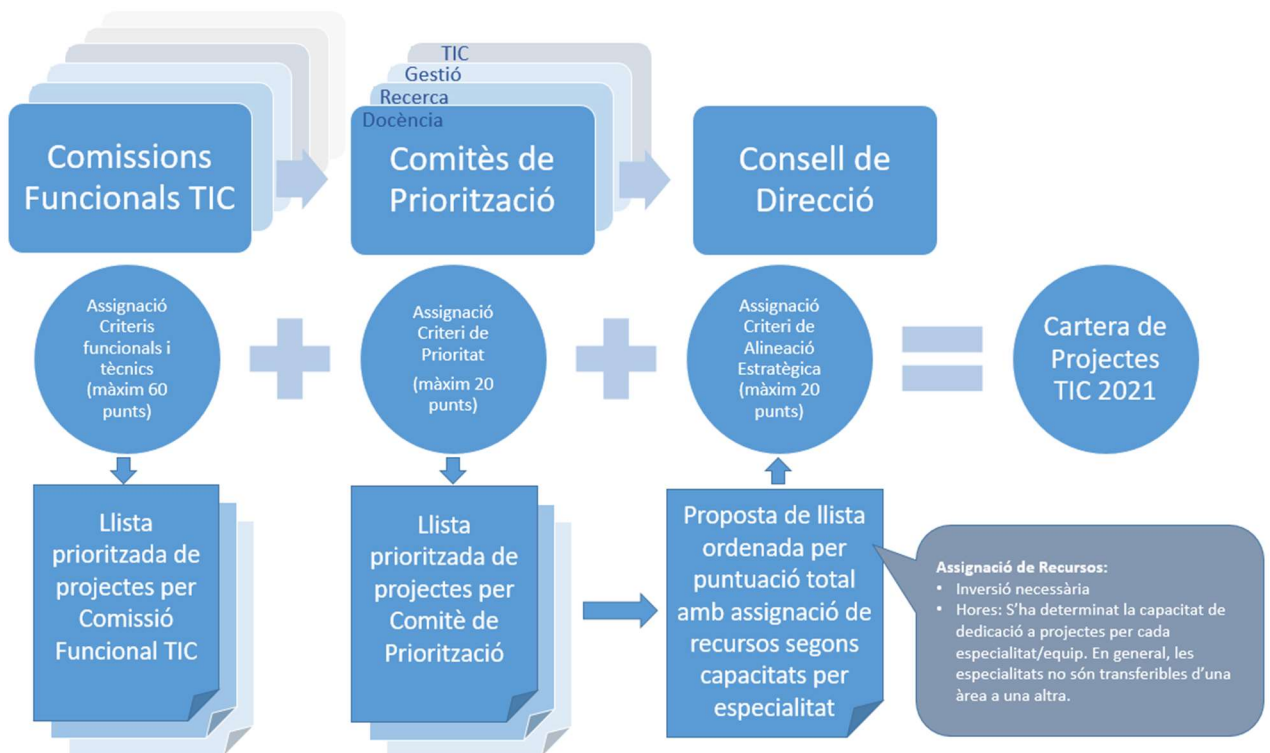 TIC
Gestió
Recerca
Docència
Comissions
Funcionals TIC
Comitès de
Priorització
Consell de
Direcció
Assignació
Criteris
funcionals i
tècnics
(màxim 60
punts)
Assignació
Criteri de
Prioritat
(màxim 20
punts)
Assignació
Criteri de
Alineació
Estratègica
(màxim 20
punts)
Cartera de
Projectes
TIC 2021
Llista
prioritzada de
projectes per
Comissió
Funcional TIC
Llista
prioritzada de
projectes per
Comitè de
Priorització
Proposta de llista
ordenada per
puntuació total
amb assignació de
recursos segons
capacitats per
especialitat
Assignació de Recursos:
• Inversió necessària
• Hores: S’ha determinat la capacitat de
dedicació a projectes per cada
especialitat/equip. En general, les
especialitats no són transferibles d’una
àrea a una altra.